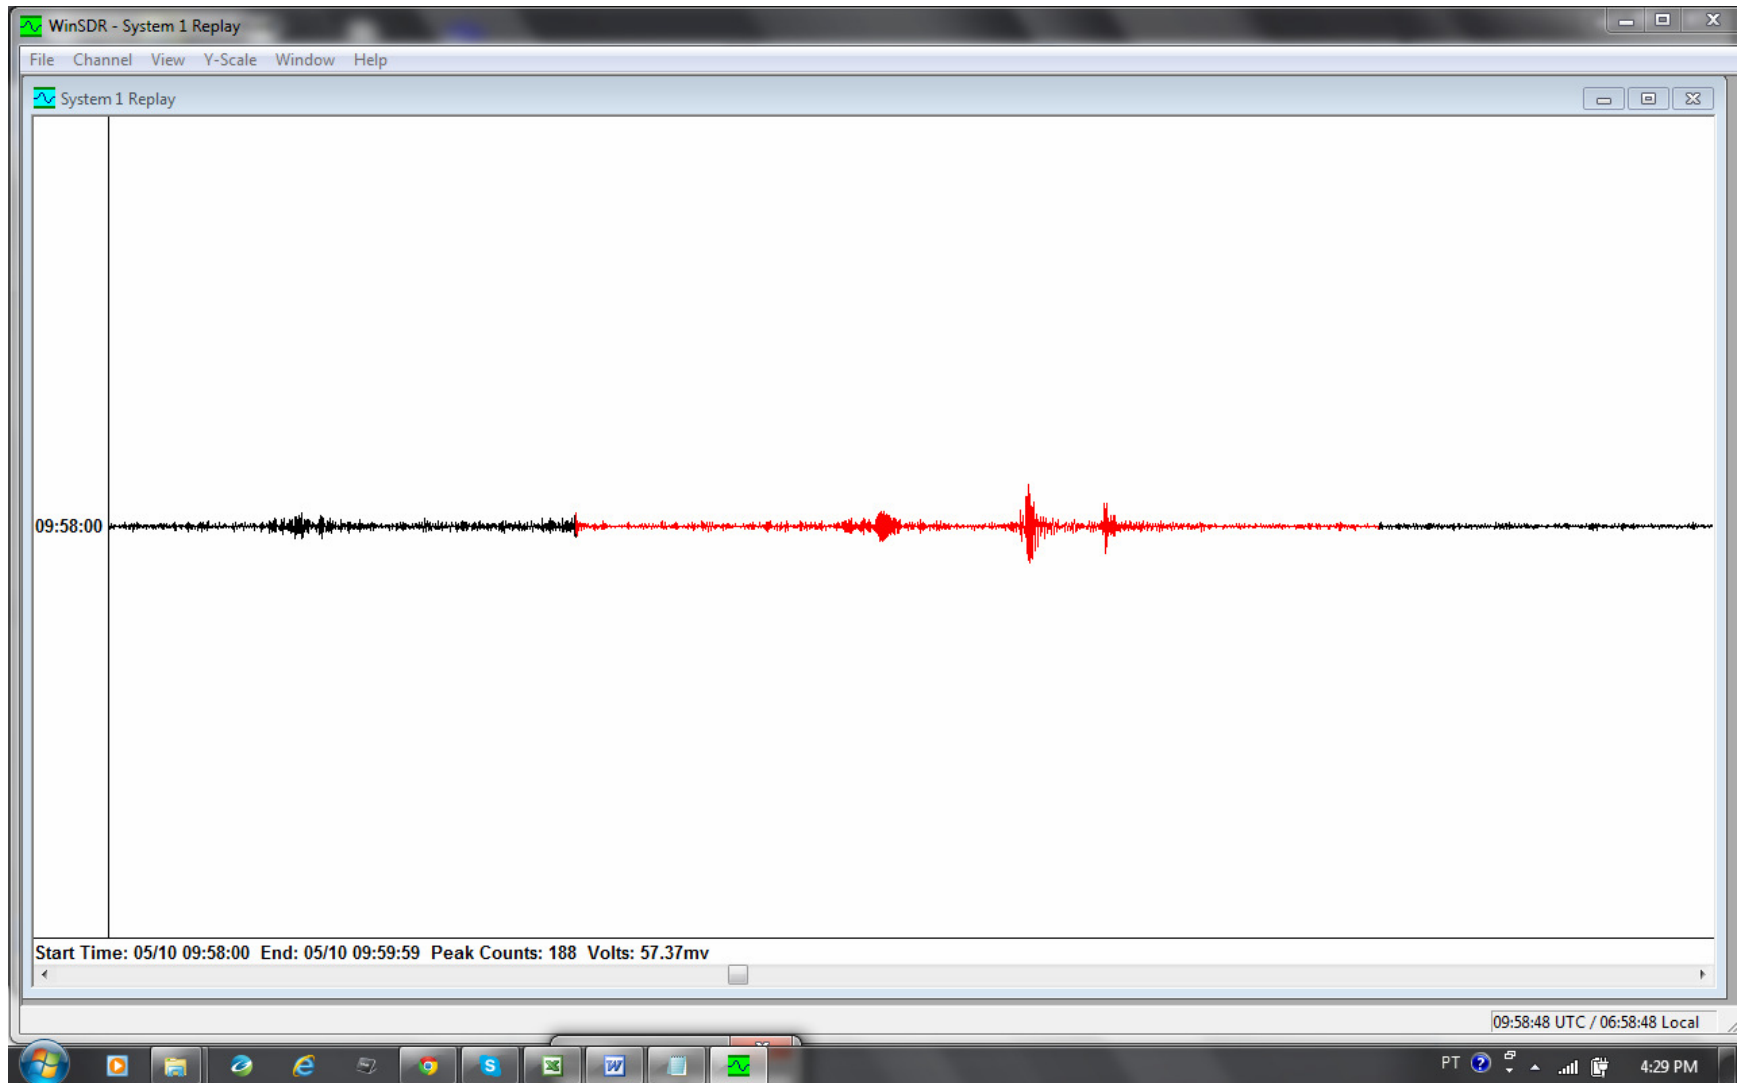 WinSDR - System 1 Replay
File Channel View Y-Scale Window Help
System 1 Replay
09:58:00
Start Time: 05/10 09:58:00 End: 05/10 09:59:59 Peak Counts: 188 Volts: 57.37mv
09:58:48 UTC / 06:58:48 Local
PT 4:29 PM